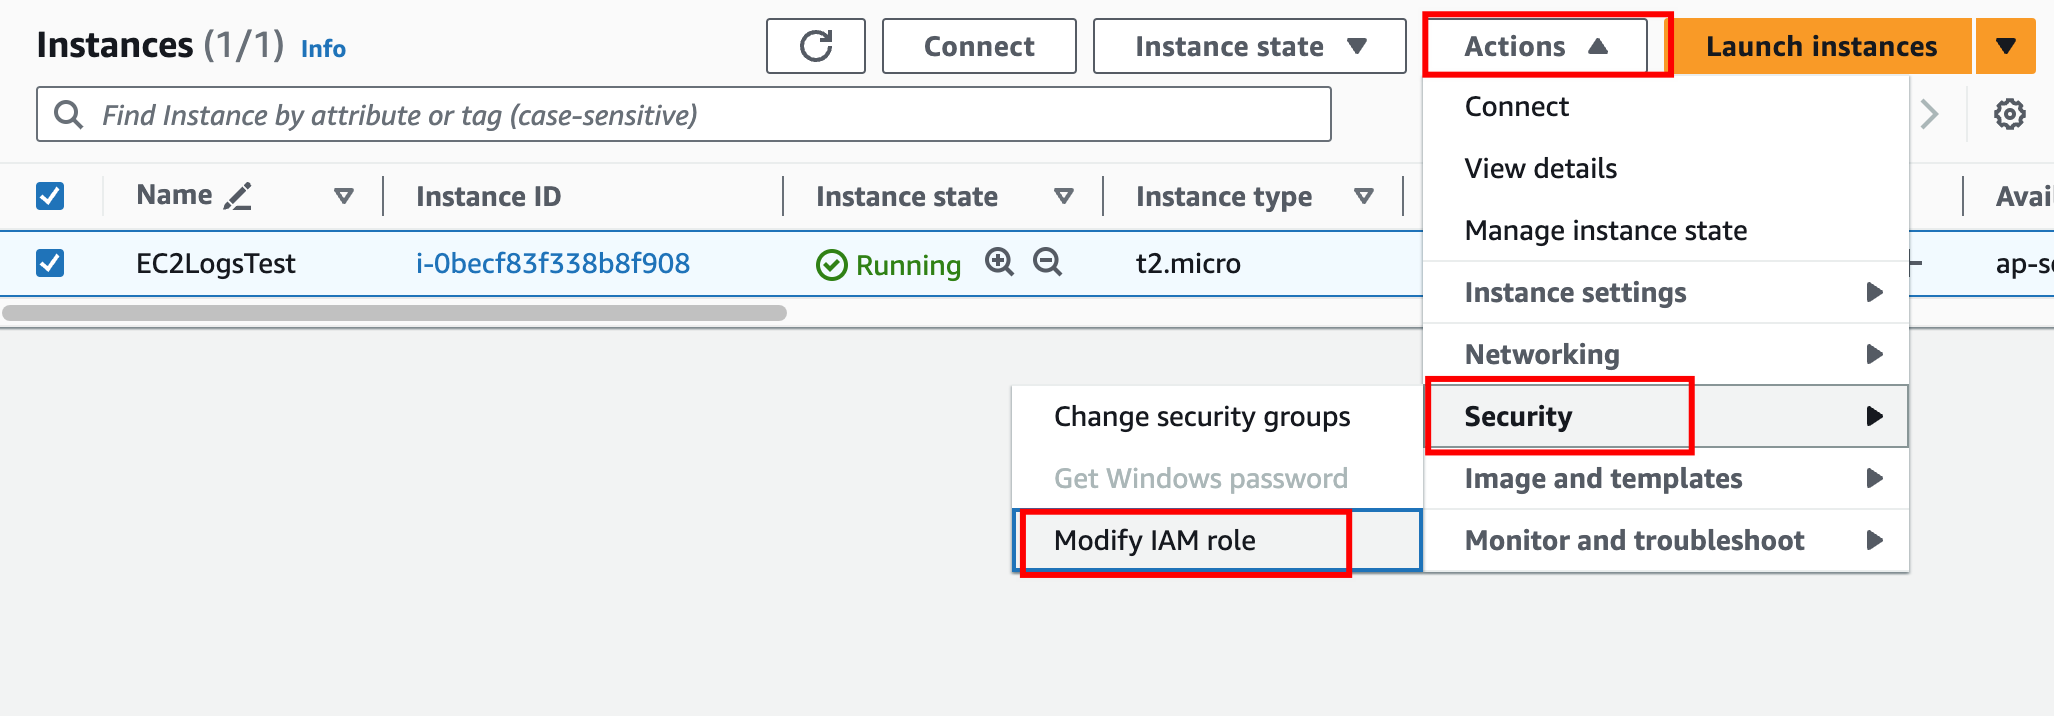 Instances (1/1) Info
Connect
Instance state
Actions
Launch instances
Find Instance by attribute or tag (case-sensitive)
Name
Instance ID
Instance state
Instance type
Avai
EC2LogsTest
i-0becf83f338b8f908
Running
t2.micro
ap-s
Connect
View details
Manage instance state
Instance settings
Networking
Security
Image and templates
Monitor and troubleshoot
Change security groups
Get Windows password
Modify IAM role